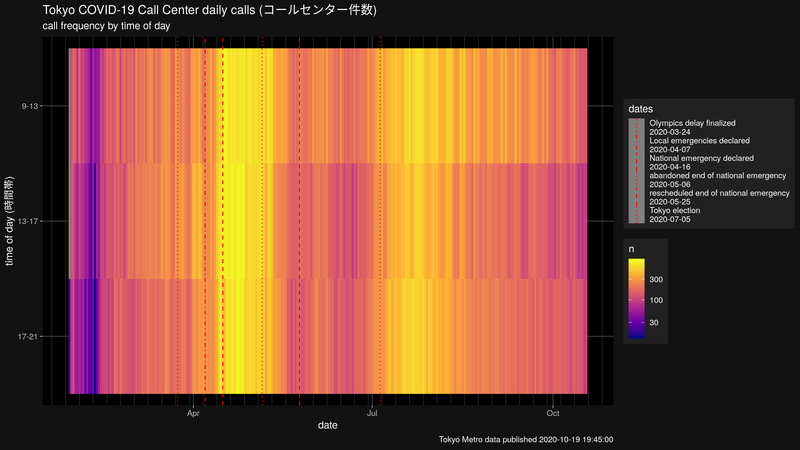 Tokyo COVID-19 Call Center daily calls (コールセンター件数)
call frequency by time of day
time of day (時間帯)
9-13
13-17
17-21
Apr
Jul
Oct
date
dates
Olympics delay finalized
2020-03-24
Local emergencies declared
2020-04-07
National emergency declared
2020-04-16
abandoned end of national emergency
2020-05-06
rescheduled end of national emergency
2020-05-25
Tokyo election
2020-07-05
n
300
100
30
Tokyo Metro data published 2020-10-19 19:45:00